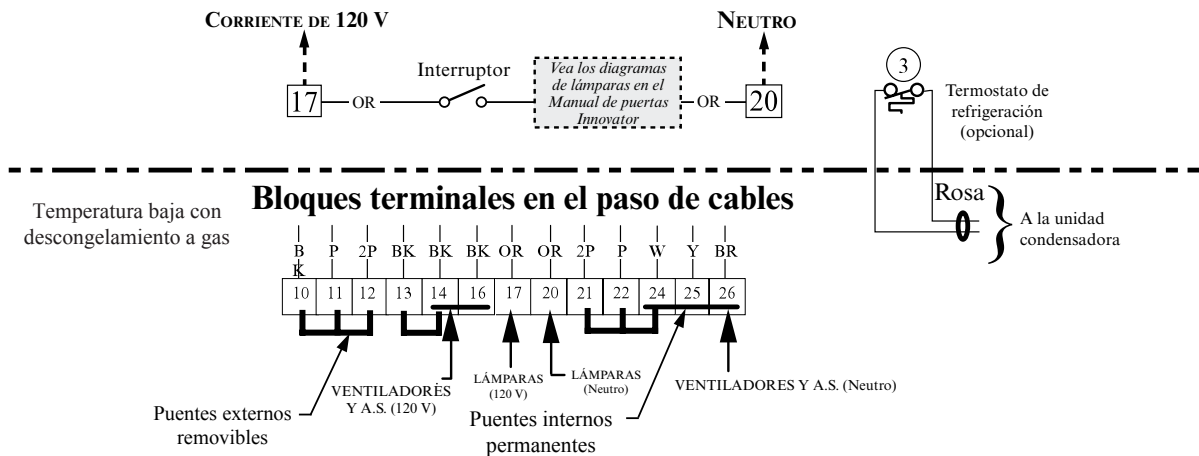 CORRIENTE DE 120 V
NEUTRO
17
OR
Interruptor
Vea los diagramas
de lámparas en el
Manual de puertas
Innovator
OR
20
3
Termostato de
refrigeración
(opcional)
Rosa
A la unidad
condensadora
Temperatura baja con
descongelamiento a gas
Bloques terminales en el paso de cables
BK P 2P BK BK BK OR OR 2P P W Y BR
10 11 12 13 14 16 17 20 21 22 24 25 26
VENTILADORES
Y A.S. (120 V)
LÁMPARAS
(120 V)
LÁMPARAS
(Neutro)
VENTILADORES Y A.S. (Neutro)
Puentes externos
removibles
Puentes internos
permanentes